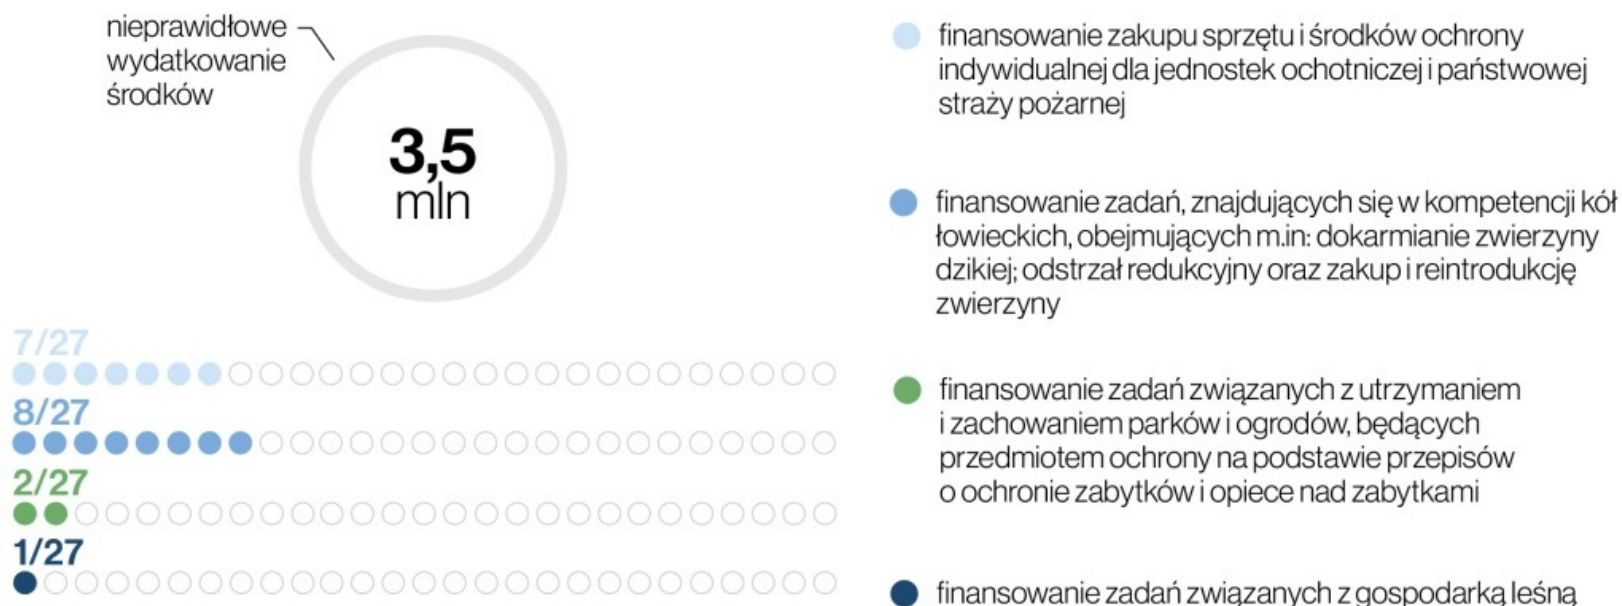 nieprawidłowe
wydatkowanie
środków
3,5
mln
7/27
8/27
2/27
1/27
finansowanie zakupu sprzętu i środków ochrony
indywidualnej dla jednostek ochotniczej i państwowej
straży pożarnej
finansowanie zadań, znajdujących się w kompetencji kół
łowieckich, obejmujących m.in: dokarmianie zwierzyny
dzikiej; odstrzał redukcyjny oraz zakup i reintrodukcję
zwierzyny
finansowanie zadań związanych z utrzymaniem
i zachowaniem parków i ogrodów, będących
przedmiotem ochrony na podstawie przepisów
o ochronie zabytków i opiece nad zabytkami
finansowanie zadań związanych z gospodarką leśną